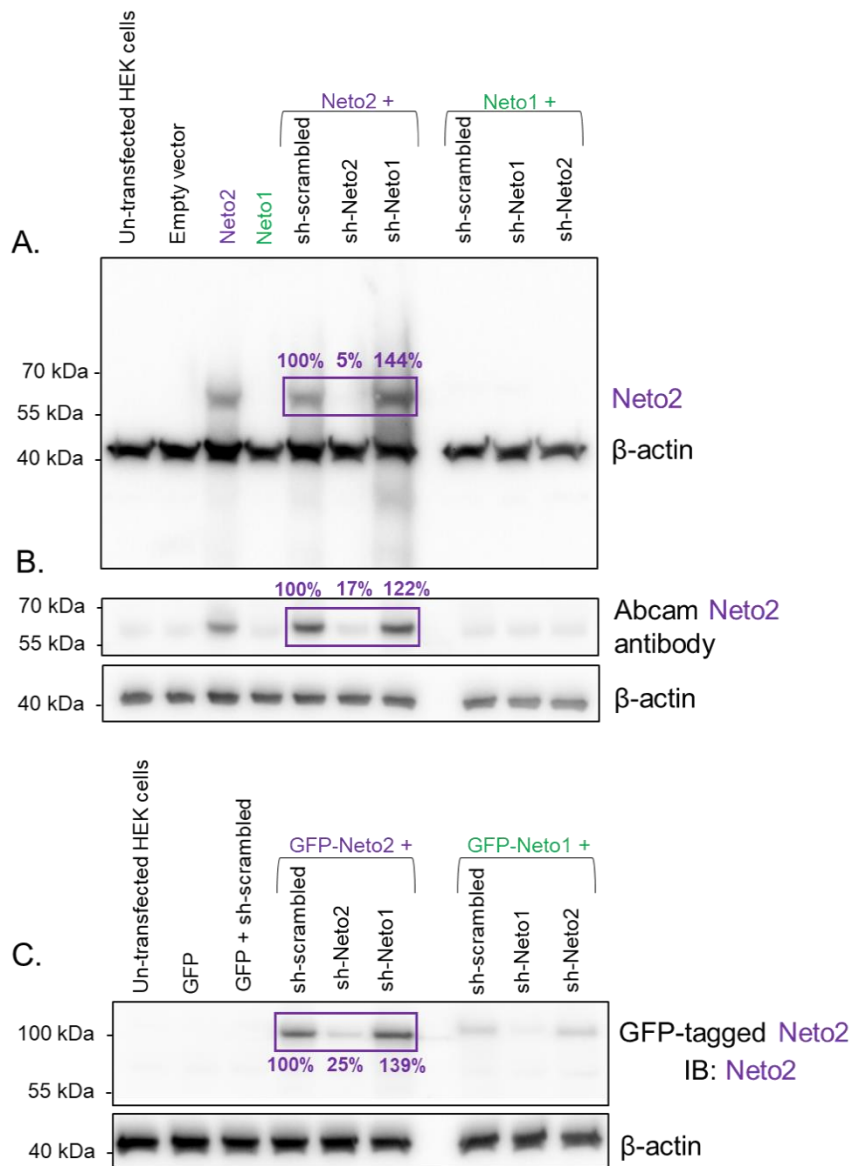 Un-transfected HEK cells
Empty vector
Neto2
Neto1
Neto2 +
sh-scrambled
sh-Neto2
sh-Neto1
Neto1 +
sh-scrambled
sh-Neto1
sh-Neto2
A.
70 kDa
55 kDa
40 kDa
100% 5% 144%
Neto2
β-actin
B.
70 kDa
55 kDa
100% 17% 122%
Abcam Neto2
antibody
40 kDa
β-actin
Un-transfected HEK cells
GFP
GFP + sh-scrambled
GFP-Neto2 +
sh-scrambled
sh-Neto2
sh-Neto1
GFP-Neto1 +
sh-scrambled
sh-Neto1
sh-Neto2
C.
100 kDa
55 kDa
100% 25% 139%
GFP-tagged Neto2
IB: Neto2
40 kDa
β-actin